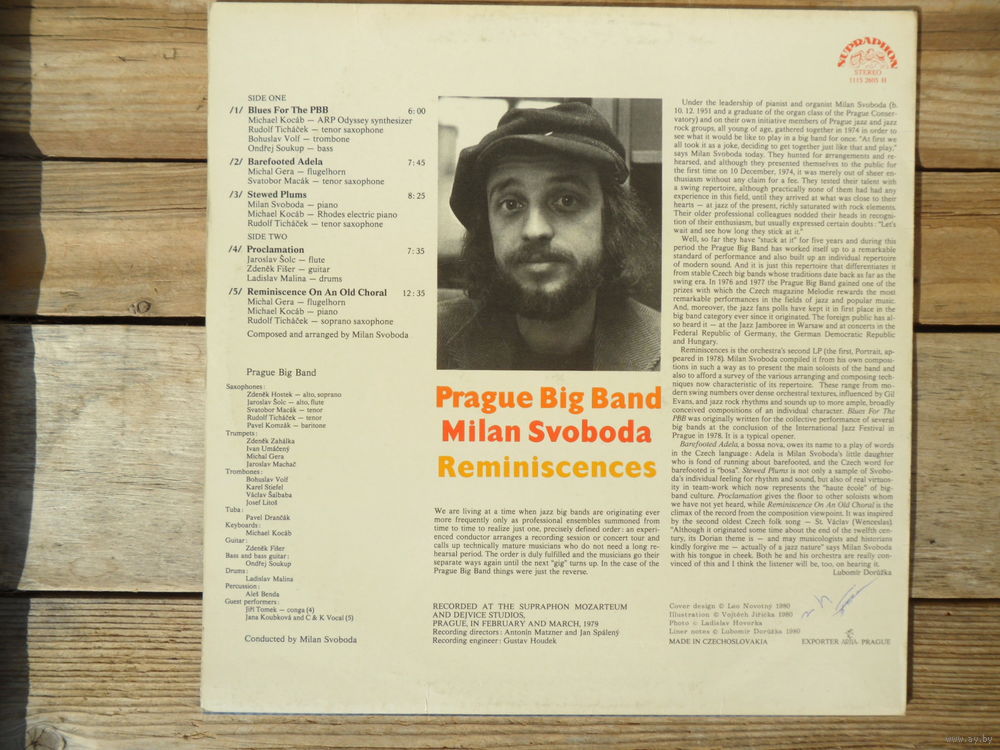 SUPRAPHON
STEREO
1115 2605 H
SIDE ONE
/1/ Blues For The PBB 6:00
Michael Kocáb — ARP Odyssey synthesizer
Rudolf Ticháček — tenor saxophone
Bohuslav Volf — trombone
Ondřej Soukup — bass
/2/ Barefooted Adela 7:45
Michal Gera — flugelhorn
Svatobor Macák — tenor saxophone
/3/ Stewed Plums 8:25
Milan Svoboda — piano
Michael Kocáb — Rhodes electric piano
Rudolf Ticháček — tenor saxophone
SIDE TWO
/4/ Proclamation 7:35
Jaroslav Šolc — flute
Zdeněk Fišer — guitar
Ladislav Malina — drums
/5/ Reminiscence On An Old Choral 12:35
Michal Gera — flugelhorn
Michael Kocáb — piano
Rudolf Ticháček — soprano saxophone
Composed and arranged by Milan Svoboda
Prague Big Band
Saxophones:
Zdeněk Hostek — alto, soprano
Jaroslav Šolc — alto, flute
Svatobor Macák — tenor
Rudolf Ticháček — tenor
Pavel Komzák — baritone
Trumpets:
Zdeněk Zahálka
Ivan Umáčený
Michal Gera
Jaroslav Machač
Trombones:
Bohuslav Volf
Karel Stiefel
Václav Šaibaba
Josef Litoš
Tuba:
Pavel Drančák
Keyboards:
Michael Kocáb
Guitar:
Zdeněk Fišer
Bass and bass guitar:
Ondřej Soukup
Drums:
Ladislav Malina
Percussion:
Aleš Benda
Guest performers:
Jiří Tomek — conga (4)
Jana Koubková and C & K Vocal (5)
Conducted by Milan Svoboda
Prague Big Band
Milan Svoboda
Reminiscences
We are living at a time when jazz big bands are originating ever
more frequently only as professional ensembles summoned from
time to time to realize just one, precisely defined order: an experi-
enced conductor arranges a recording session or concert tour and
calls up technically mature musicians who do not need a long re-
hearsal period. The order is duly fulfilled and the musicians go their
separate ways again until the next "gig" turns up. In the case of the
Prague Big Band things were just the reverse.
RECORDED AT THE SUPRAPHON MOZARTEUM
AND DEJVICE STUDIOS,
PRAGUE, IN FEBRUARY AND MARCH, 1979
Recording directors: Antonín Matzner and Jan Spálený
Recording engineer: Gustav Houdek
Under the leadership of pianist and organist Milan Svoboda (b.
10. 12. 1951 and a graduate of the organ class of the Prague Conser-
vatory) and on their own initiative members of Prague jazz and jazz
rock groups, all young of age, gathered together in 1974 in order to
see what it would be like to play in a big band for once. "At first we
all took it as a joke, deciding to get together just like that and play,"
says Milan Svoboda today. They hunted for arrangements and re-
hearsed, and although they presented themselves to the public for
the first time on 10 December, 1974, it was merely out of sheer en-
thusiasm without any claim for a fee. They tested their talent with
a swing repertoire, although practically none of them had had any
experience in this field, until they arrived at what was close to their
hearts — at jazz of the present, richly saturated with rock elements.
Their older professional colleagues nodded their heads in recogni-
tion of their enthusiasm, but usually expressed certain doubts: "Let's
wait and see how long they stick at it."
Well, so far they have "stuck at it" for five years and during this
period the Prague Big Band has worked itself up to a remarkable
standard of performance and also built up an individual repertoire
of modern sound. And it is just this repertoire that differentiates it
from stable Czech big bands whose traditions date back as far as the
swing era. In 1976 and 1977 the Prague Big Band gained one of the
prizes with which the Czech magazine Melodie rewards the most
remarkable performances in the fields of jazz and popular music.
And, moreover, the jazz fans polls have kept it in first place in the
big band category ever since it originated. The foreign public has al-
so heard it — at the Jazz Jamboree in Warsaw and at concerts in the
Federal Republic of Germany, the German Democratic Republic
and Hungary.
Reminiscences is the orchestra's second LP (the first, Portrait, ap-
peared in 1978). Milan Svoboda compiled it from his own composi-
tions in such a way as to present the main soloists of the band and
also to afford a survey of the various arranging and composing tech-
niques now characteristic of its repertoire. These range from mo-
dern swing numbers over dense orchestral textures, influenced by Gil
Evans, and jazz rock rhythms and sounds up to more ample, broadly
conceived compositions of an individual character. Blues For The
PBB was originally written for the collective performance of several
big bands at the conclusion of the International Jazz Festival in
Prague in 1978. It is a typical opener.
Barefooted Adela, a bossa nova, owes its name to a play of words
in the Czech language: Adela is Milan Svoboda's little daughter
who is fond of running about barefooted, and the Czech word for
barefooted is "bosa". Stewed Plums is not only a sample of Svobo-
da's individual feeling for rhythm and sound, but also of real virtuos-
ity in team-work which now represents the "haute école" of big-
band culture. Proclamation gives the floor to other soloists whom
we have not yet heard, while Reminiscence On An Old Choral is the
climax of the record from the composition viewpoint. It was inspired
by the second oldest Czech folk song — St. Václav (Wenceslas).
"Although it originated some time about the end of the twelfth cen-
tury, its Dorian theme is — and may musicologists and historians
kindly forgive me — actually of a jazz nature" says Milan Svoboda
with his tongue in cheek. Both he and his orchestra are really con-
vinced of this and I think the listener will be, too, on hearing it.
Lubomír Dorůžka
Cover design © Leo Novotný 1980
Illustration © Vojtěch Jiřička 1980
Photo © Ladislav Hovorka
Liner notes © Lubomír Dorůžka 1980
MADE IN CZECHOSLOVAKIA EXPORTER ARTIA PRAGUE
www.ay.by